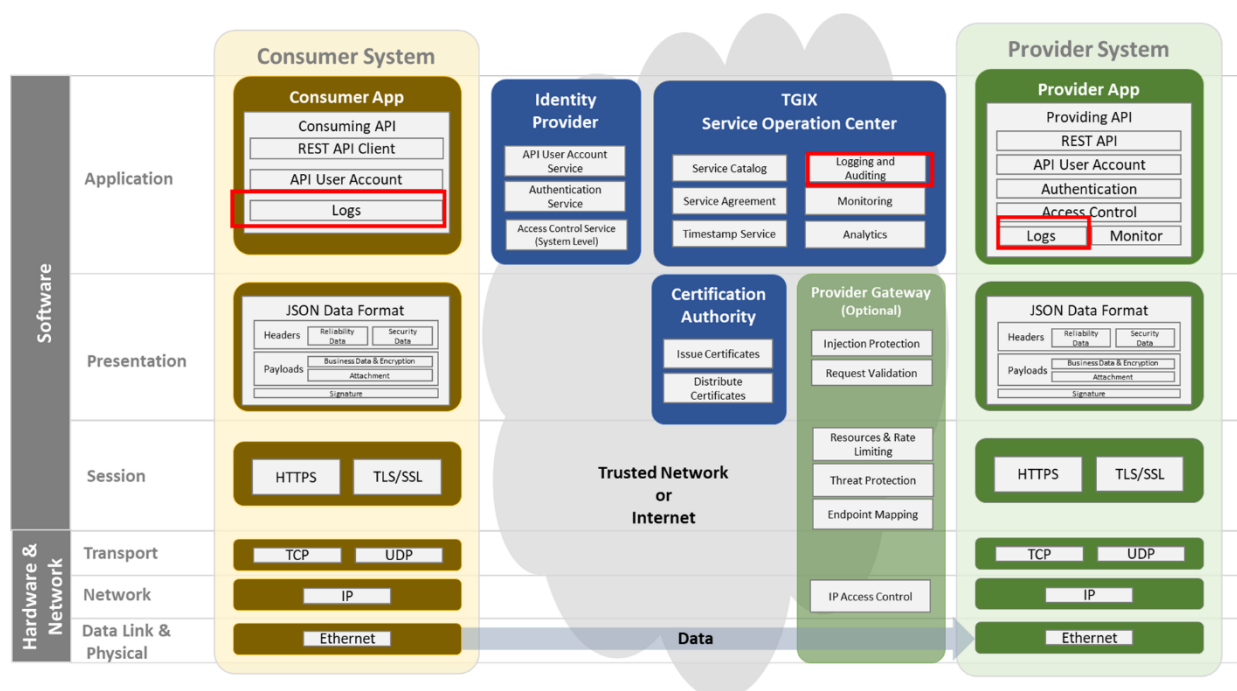 Consumer System
Provider System
Software
Hardware &
Network
Application
Presentation
Session
Transport
Network
Data Link &
Physical
Consumer App
Consuming API
REST API Client
API User Account
Logs
Identity
Provider
API User Account
Service
Authentication
Service
Access Control Service
(System Level)
TGIX
Service Operation Center
Service Catalog
Logging and
Auditing
Service Agreement
Monitoring
Timestamp Service
Analytics
Provider App
Providing API
REST API
API User Account
Authentication
Access Control
Logs
Monitor
JSON Data Format
Headers
Reliability
Data
Security
Data
Payloads
Business Data & Encryption
Attachment
Signature
Certification
Authority
Issue Certificates
Distribute
Certificates
Provider Gateway
(Optional)
Injection Protection
Request Validation
Resources & Rate
Limiting
Threat Protection
Endpoint Mapping
IP Access Control
JSON Data Format
Headers
Reliability
Data
Security
Data
Payloads
Business Data & Encryption
Attachment
Signature
HTTPS
TLS/SSL
Trusted Network
or
Internet
HTTPS
TLS/SSL
TCP
UDP
TCP
UDP
IP
IP
Ethernet
Data
Ethernet